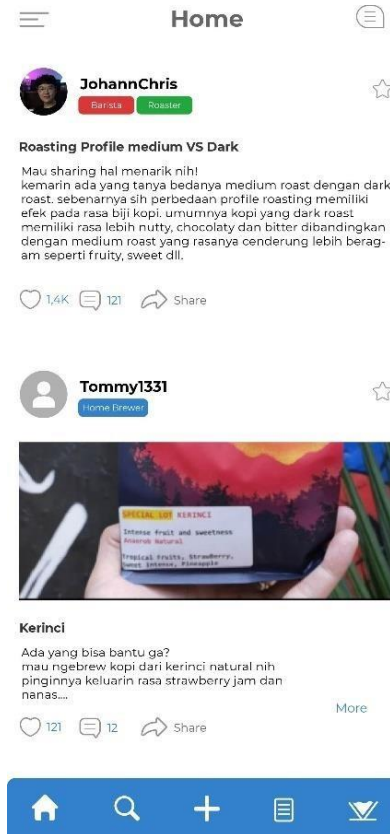 Home
JohannChris
Barista Roaster
Roasting Profile medium VS Dark
Mau sharing hal menarik nih!
kemarin ada yang tanya bedanya medium roast dengan dark
roast. sebenarnya sih perbedaan profile roasting memiliki
efek pada rasa biji kopi. umumnya kopi yang dark roast
memiliki rasa lebih nutty, chocolaty dan bitter dibandingkan
dengan medium roast yang rasanya cenderung lebih berag-
am seperti fruity, sweet dll.
1,4K 121 Share
Tommy1331
Home Brewer
SPECIAL LOT KERINCI
Intense fruit and sweetness
Anaerob Natural
Tropical fruits, Strawberry,
Sweet Intense, Pineapple
Kerinci
Ada yang bisa bantu ga?
mau ngebrew kopi dari kerinci natural nih
pinginnya keluarin rasa strawberry jam dan
nanas....
More
121 12 Share